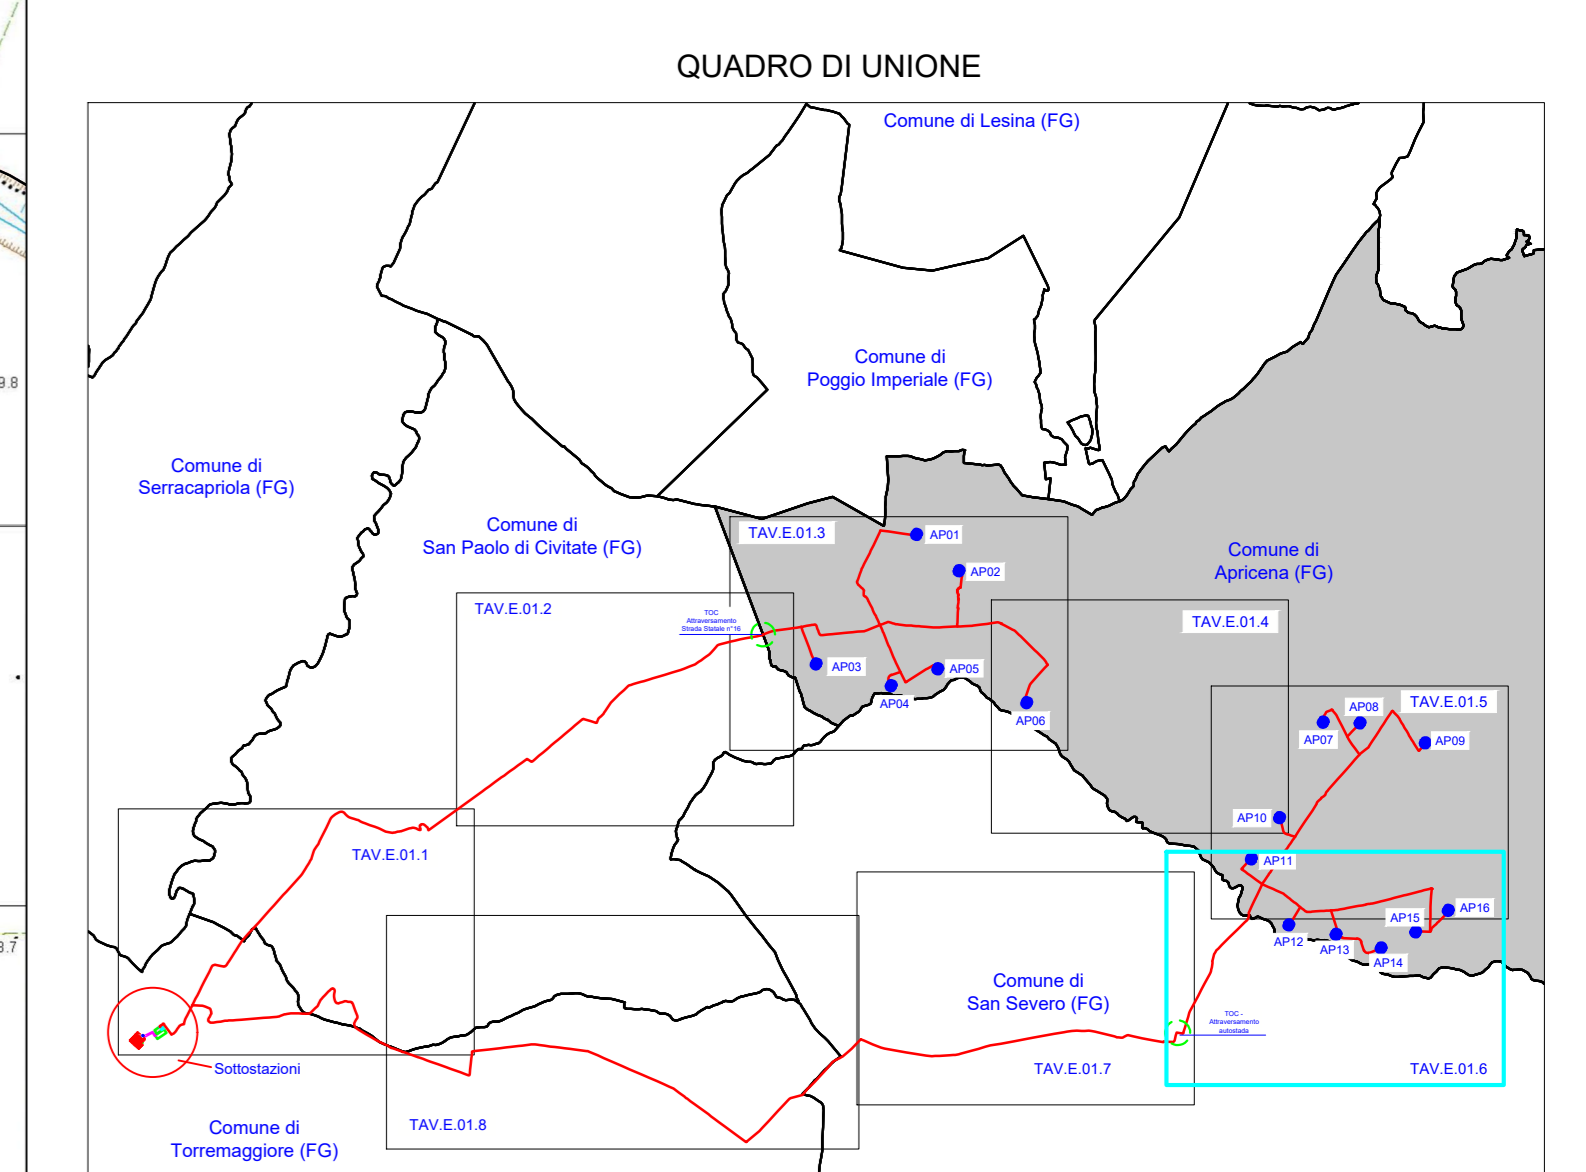 QUADRO DI UNIONE
Comune di Lesina (FG)
Comune di
Poggio Imperiale (FG)
Comune di
Serracapriola (FG)
Comune di
San Paolo di Civitate (FG)
Comune di
Apricena (FG)
TAV.E.01.3
AP01
AP02
TAV.E.01.2
TOC
Attraversamento
Strada Statale n°16
TAV.E.01.4
AP03
AP05
AP04
AP06
TAV.E.01.5
AP08
AP07
AP09
AP10
TAV.E.01.1
AP11
AP15
AP16
AP12
AP13
AP14
Comune di
San Severo (FG)
TOC -
Attraversamento
autostada
Sottostazioni
TAV.E.01.7
TAV.E.01.6
TAV.E.01.8
Comune di
Torremaggiore (FG)